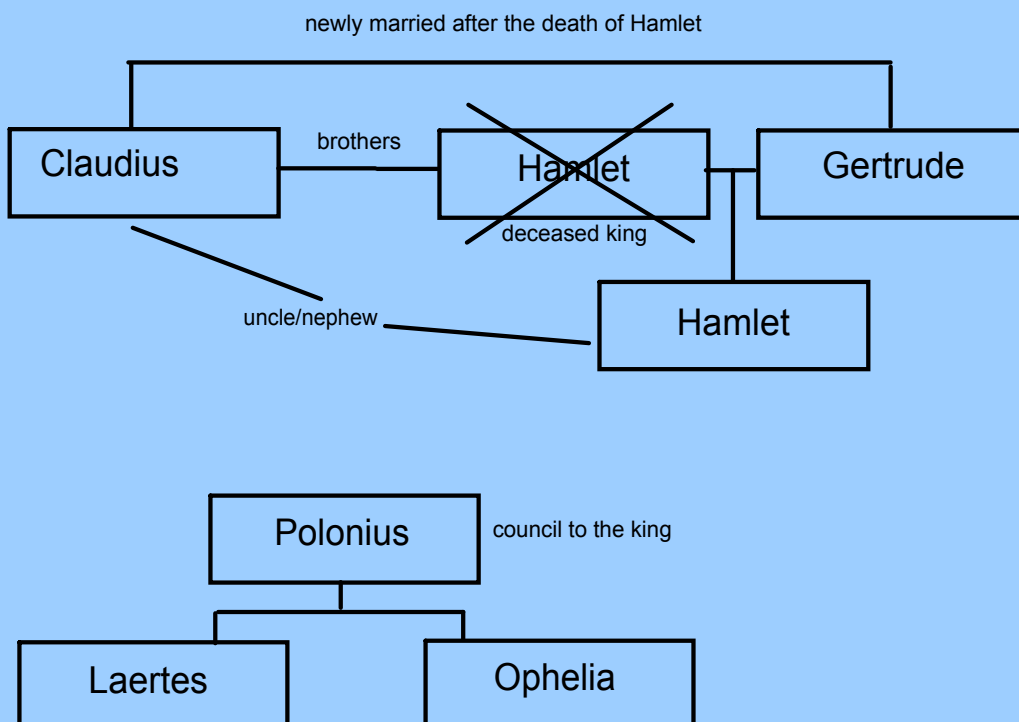 newly married after the death of Hamlet
Claudius
brothers
Hamlet
Gertrude
deceased king
uncle/nephew
Hamlet
Polonius
council to the king
Laertes
Ophelia